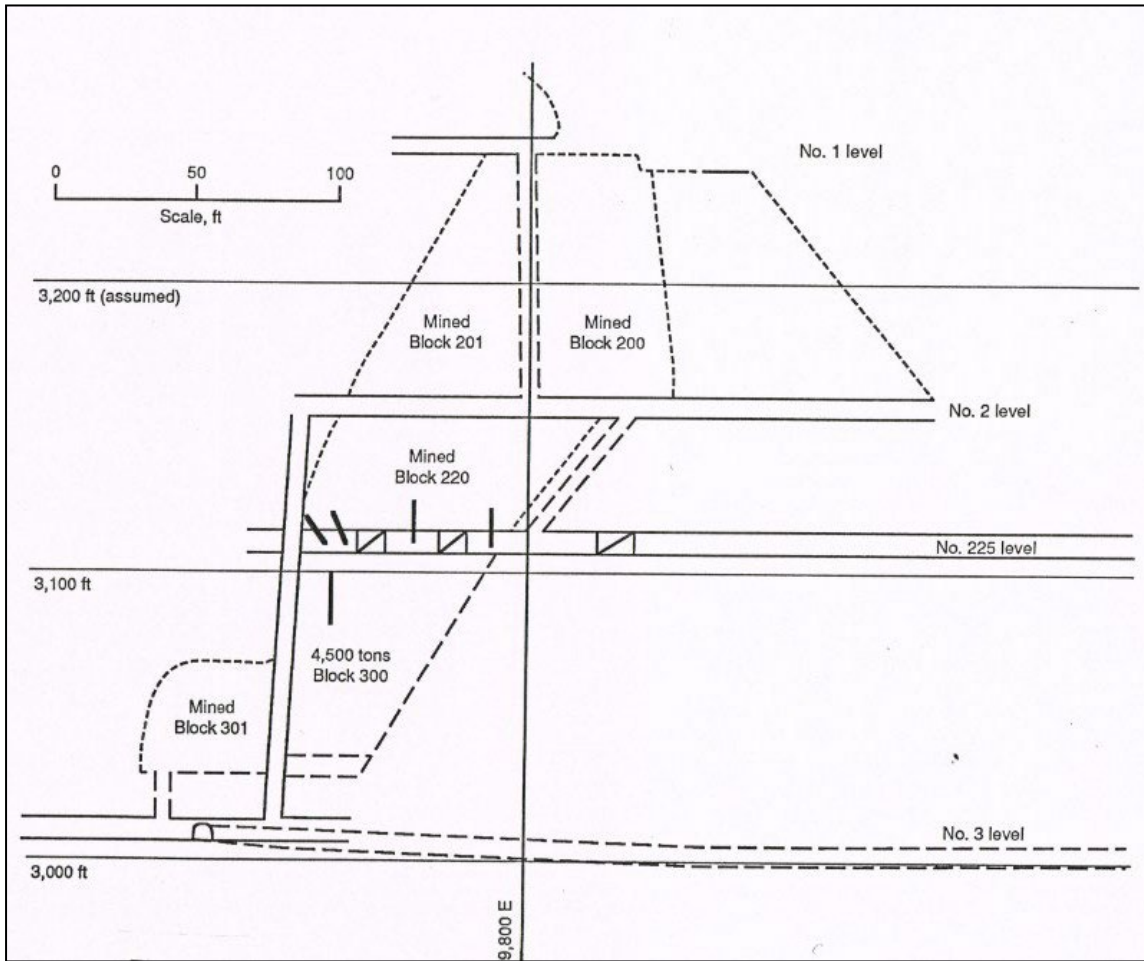 No. 1 level
0 50 100
Scale, ft
3,200 ft (assumed)
Mined
Block 201
Mined
Block 200
No. 2 level
Mined
Block 220
No. 225 level
3,100 ft
4,500 tons
Block 300
Mined
Block 301
No. 3 level
3,000 ft
9,800 E